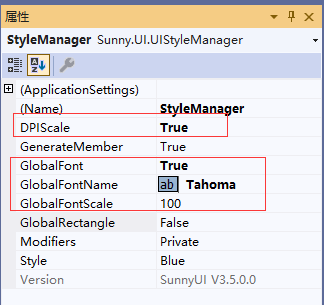 属性
StyleManager Sunny.UI.UIStyleManager
(ApplicationSettings)
(Name) StyleManager
DPIScale True
GenerateMember True
GlobalFont True
GlobalFontName ab Tahoma
GlobalFontScale 100
GlobalRectangle False
Modifiers Private
Style Blue
Version SunnyUI V3.5.0.0